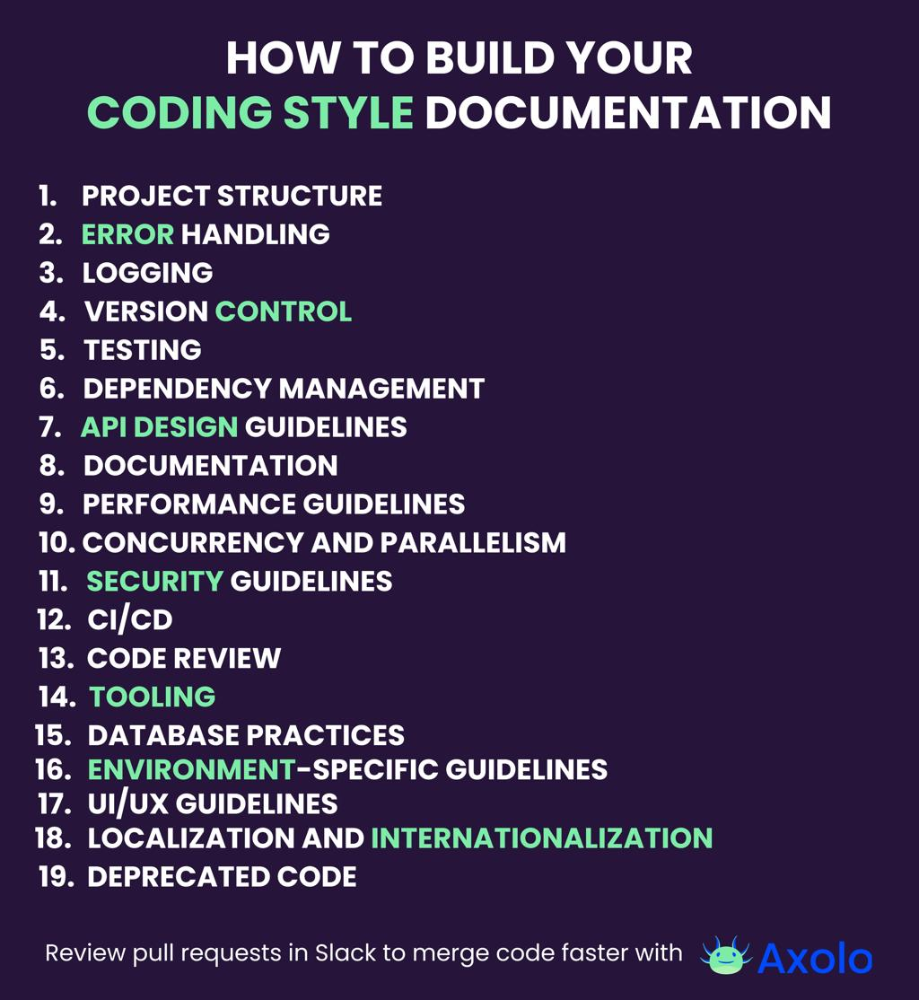 HOW TO BUILD YOUR
CODING STYLE DOCUMENTATION
1. PROJECT STRUCTURE
2. ERROR HANDLING
3. LOGGING
4. VERSION CONTROL
5. TESTING
6. DEPENDENCY MANAGEMENT
7. API DESIGN GUIDELINES
8. DOCUMENTATION
9. PERFORMANCE GUIDELINES
10. CONCURRENCY AND PARALLELISM
11. SECURITY GUIDELINES
12. CI/CD
13. CODE REVIEW
14. TOOLING
15. DATABASE PRACTICES
16. ENVIRONMENT-SPECIFIC GUIDELINES
17. UI/UX GUIDELINES
18. LOCALIZATION AND INTERNATIONALIZATION
19. DEPRECATED CODE
Review pull requests in Slack to merge code faster with Axolo